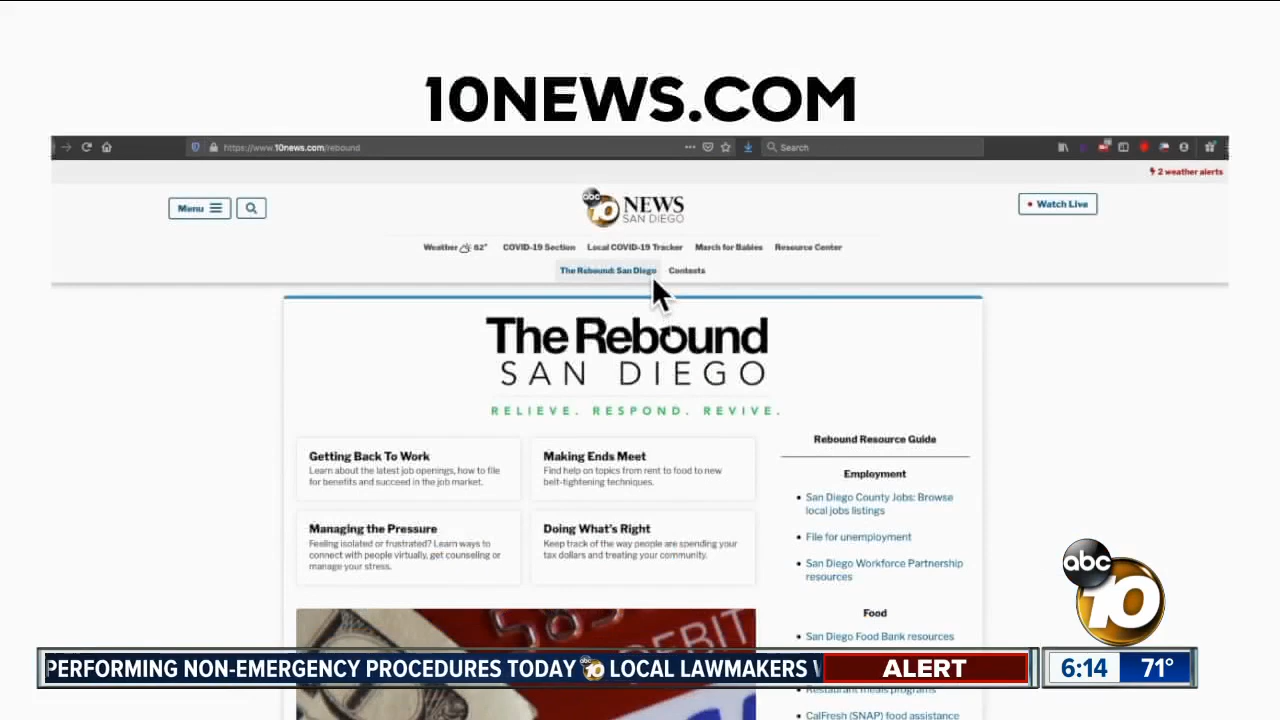 10NEWS.COM
https://www.10news.com/rebound
Search
2 weather alerts
Menu
abc 10 NEWS
SAN DIEGO
Watch Live
Weather 82° COVID-19 Section Local COVID-19 Tracker March for Babies Resource Center
The Rebound: San Diego Contests
The Rebound
SAN DIEGO
RELIEVE. RESPOND. REVIVE.
Getting Back To Work
Learn about the latest job openings, how to file
for benefits and succeed in the job market.
Making Ends Meet
Find help on topics from rent to food to new
belt-tightening techniques.
Managing the Pressure
Feeling isolated or frustrated? Learn ways to
connect with people virtually, get counseling or
manage your stress.
Doing What's Right
Keep track of the way people are spending your
tax dollars and treating your community.
Rebound Resource Guide
Employment
San Diego County Jobs: Browse
local jobs listings
File for unemployment
San Diego Workforce Partnership
resources
Food
San Diego Food Bank resources
Restaurant meals programs
CalFresh (SNAP) food assistance
DEBIT
abc
10
PERFORMING NON-EMERGENCY PROCEDURES TODAY 10 LOCAL LAWMAKERS
ALERT
6:14 71°